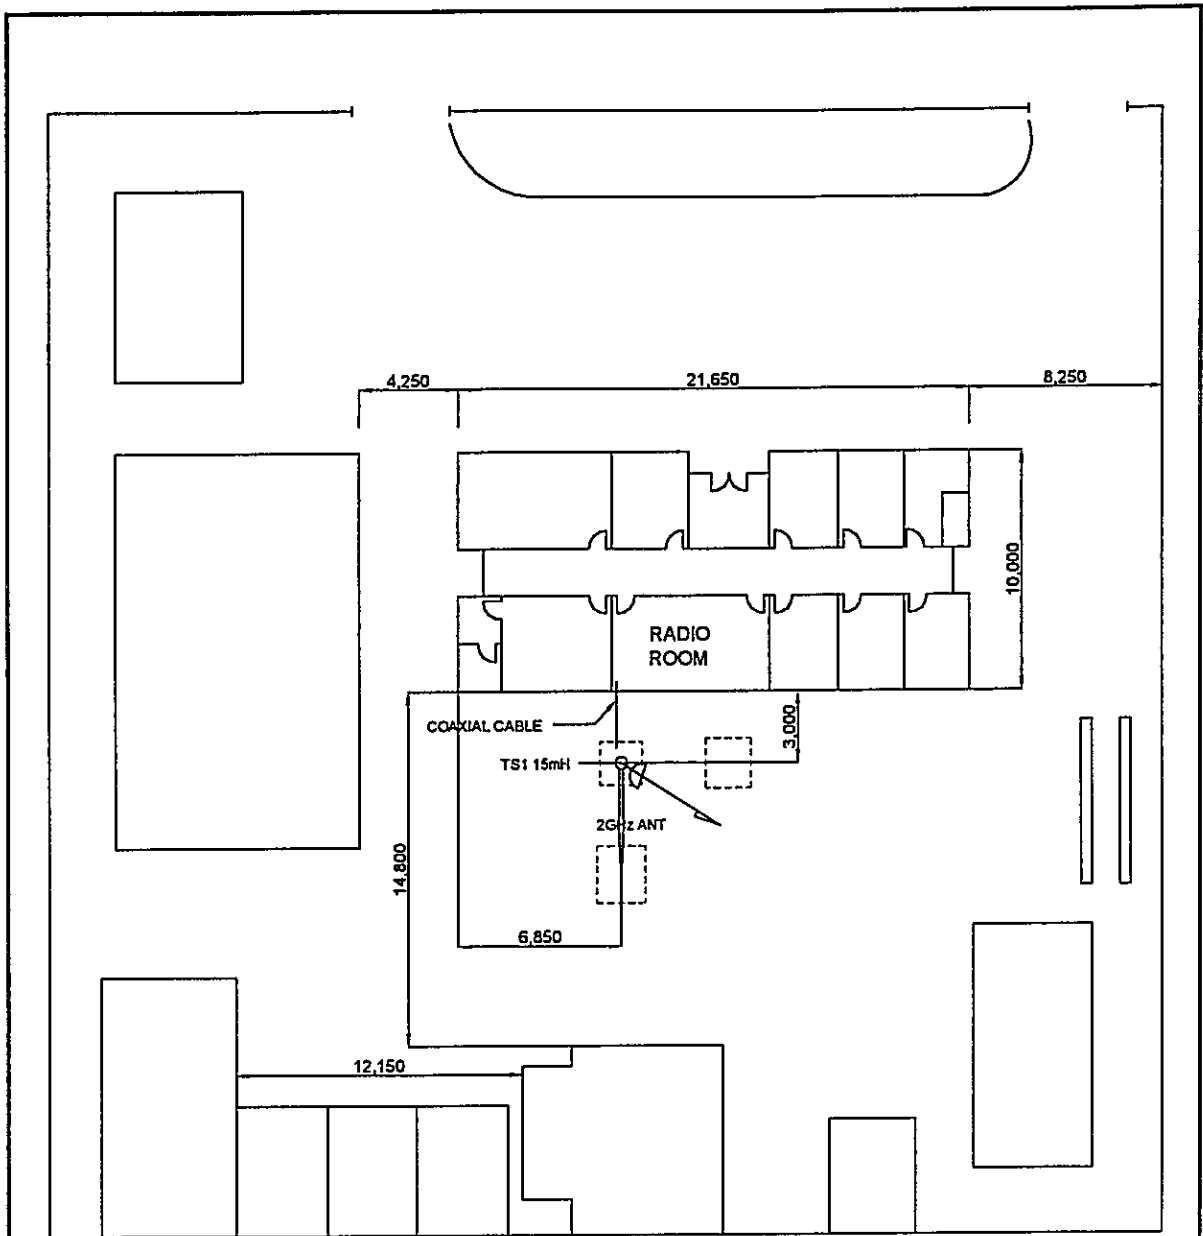 4,250
21,650
8,250
10,000
RADIO
ROOM
COAXIAL CABLE
3,000
TS1 15mH
2GHz ANT
14,800
6,850
12,150